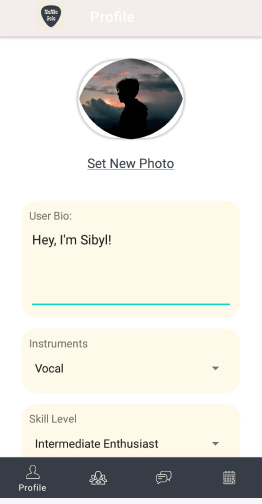 Profile
Set New Photo
User Bio:
Hey, I'm Sibyl!
Instruments
Vocal
Skill Level
Intermediate Enthusiast
Profile